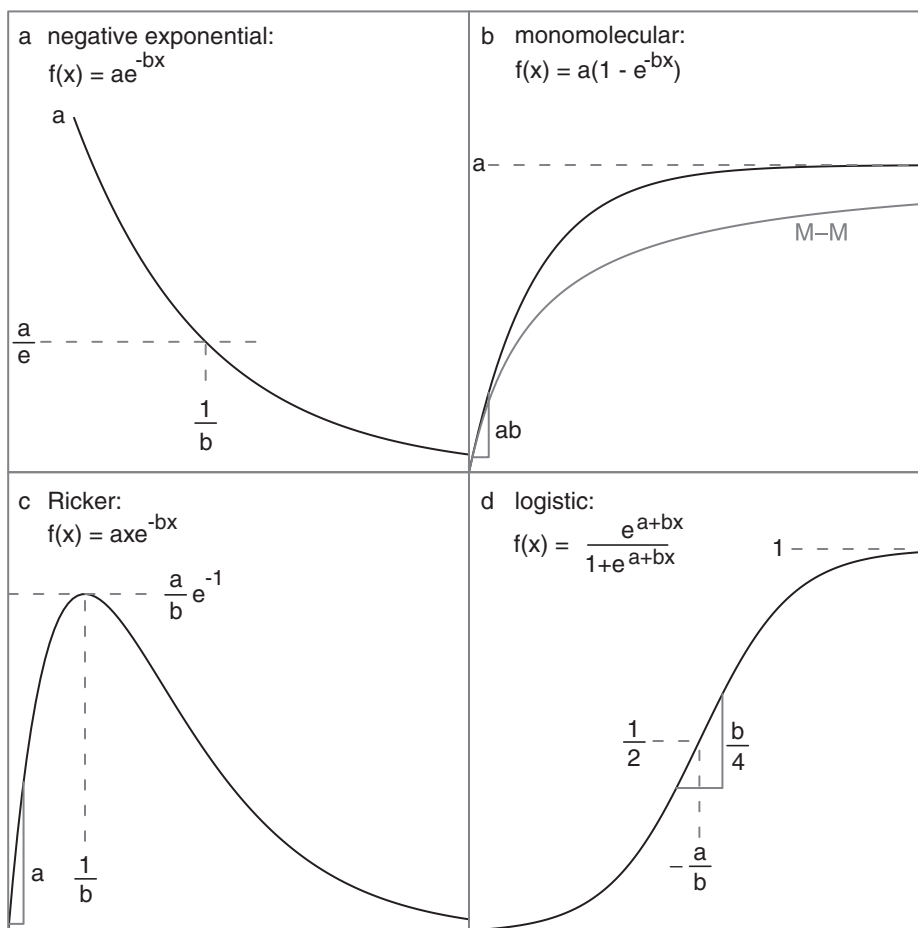 a negative exponential:
f(x) = ae^-bx
a
a
e
1
b
b monomolecular:
f(x) = a(1 - e^-bx)
a
M–M
ab
c Ricker:
f(x) = axe^-bx
a
b
e^-1
a
1
b
d logistic:
f(x) = e^a+bx
1+e^a+bx
1
1
2
b
4
– a
b